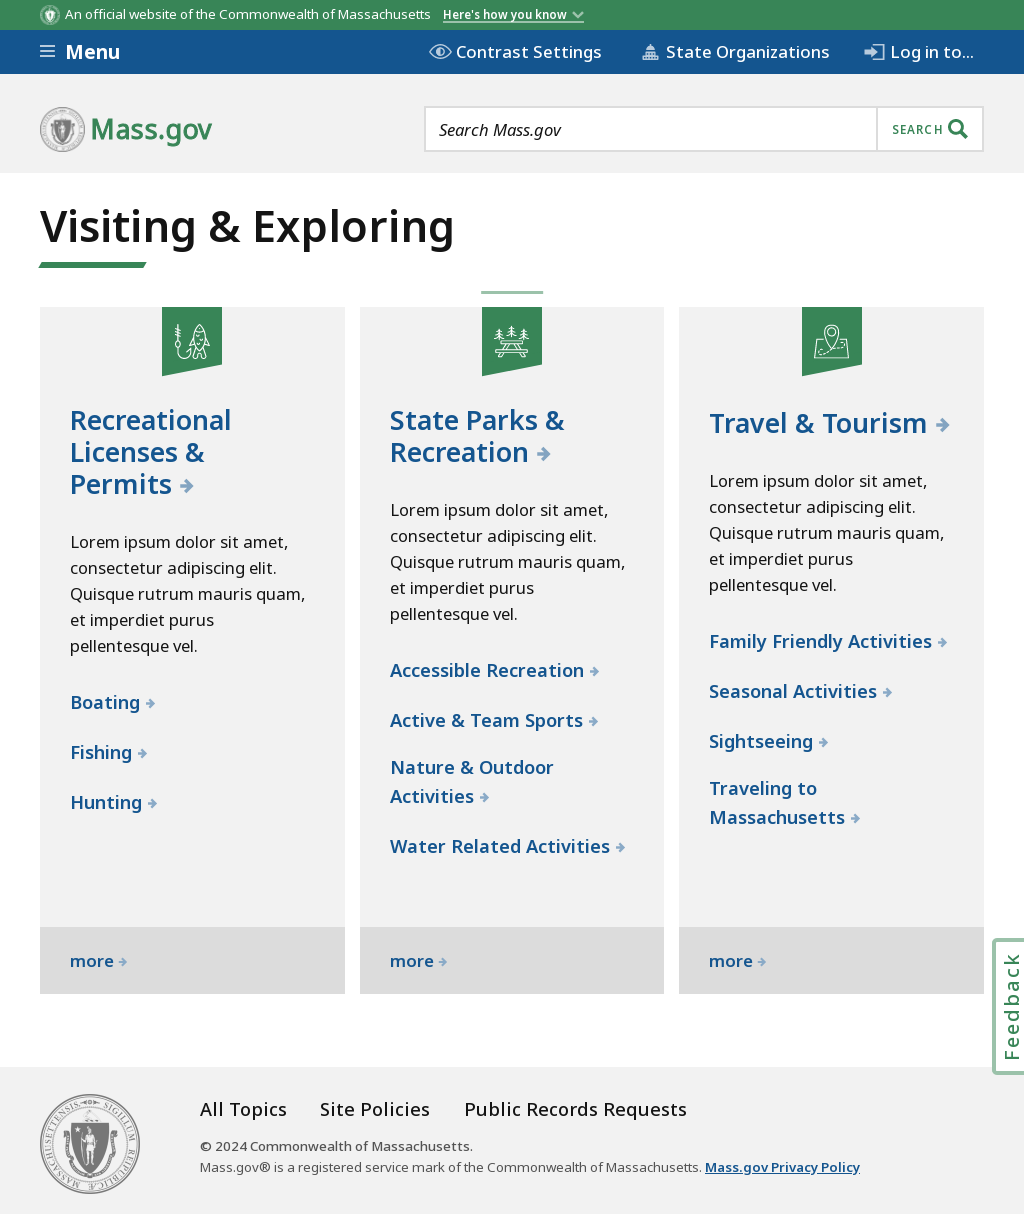 An official website of the Commonwealth of Massachusetts Here's how you know
Menu Contrast Settings State Organizations Log in to...
Mass.gov Search Mass.gov SEARCH
Visiting & Exploring
Recreational
Licenses &
Permits
Lorem ipsum dolor sit amet,
consectetur adipiscing elit.
Quisque rutrum mauris quam,
et imperdiet purus
pellentesque vel.
Boating
Fishing
Hunting
more
State Parks &
Recreation
Lorem ipsum dolor sit amet,
consectetur adipiscing elit.
Quisque rutrum mauris quam,
et imperdiet purus
pellentesque vel.
Accessible Recreation
Active & Team Sports
Nature & Outdoor
Activities
Water Related Activities
more
Travel & Tourism
Lorem ipsum dolor sit amet,
consectetur adipiscing elit.
Quisque rutrum mauris quam,
et imperdiet purus
pellentesque vel.
Family Friendly Activities
Seasonal Activities
Sightseeing
Traveling to
Massachusetts
more
Feedback
All Topics Site Policies Public Records Requests
© 2024 Commonwealth of Massachusetts.
Mass.gov® is a registered service mark of the Commonwealth of Massachusetts. Mass.gov Privacy Policy
SIGILLUM REIPUBLICÆ MASSACHUSETTENSIS